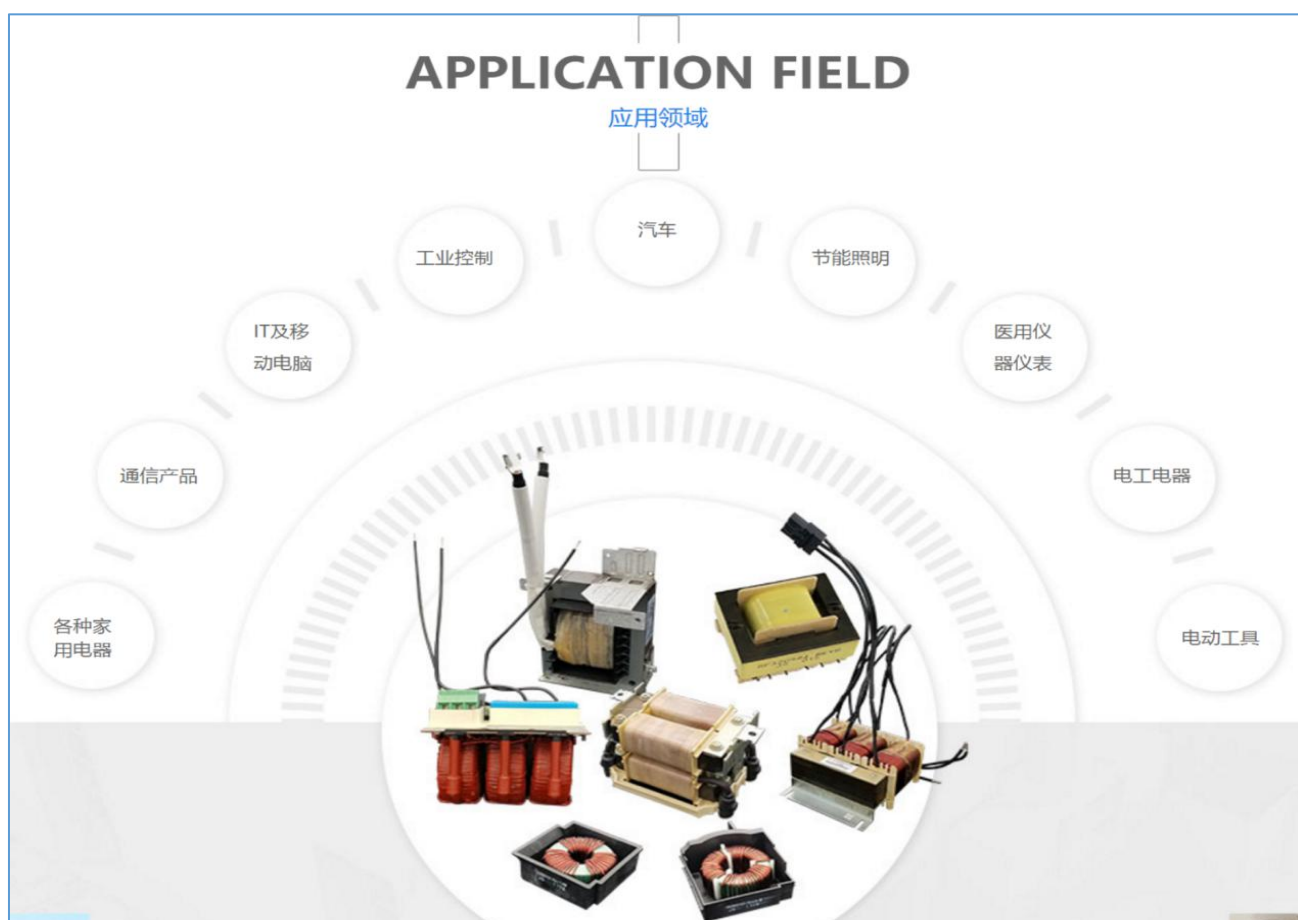 APPLICATION FIELD
应用领域
汽车
工业控制
节能照明
IT及移
动电脑
医用仪
器仪表
通信产品
电工电器
各种家
用电器
电动工具